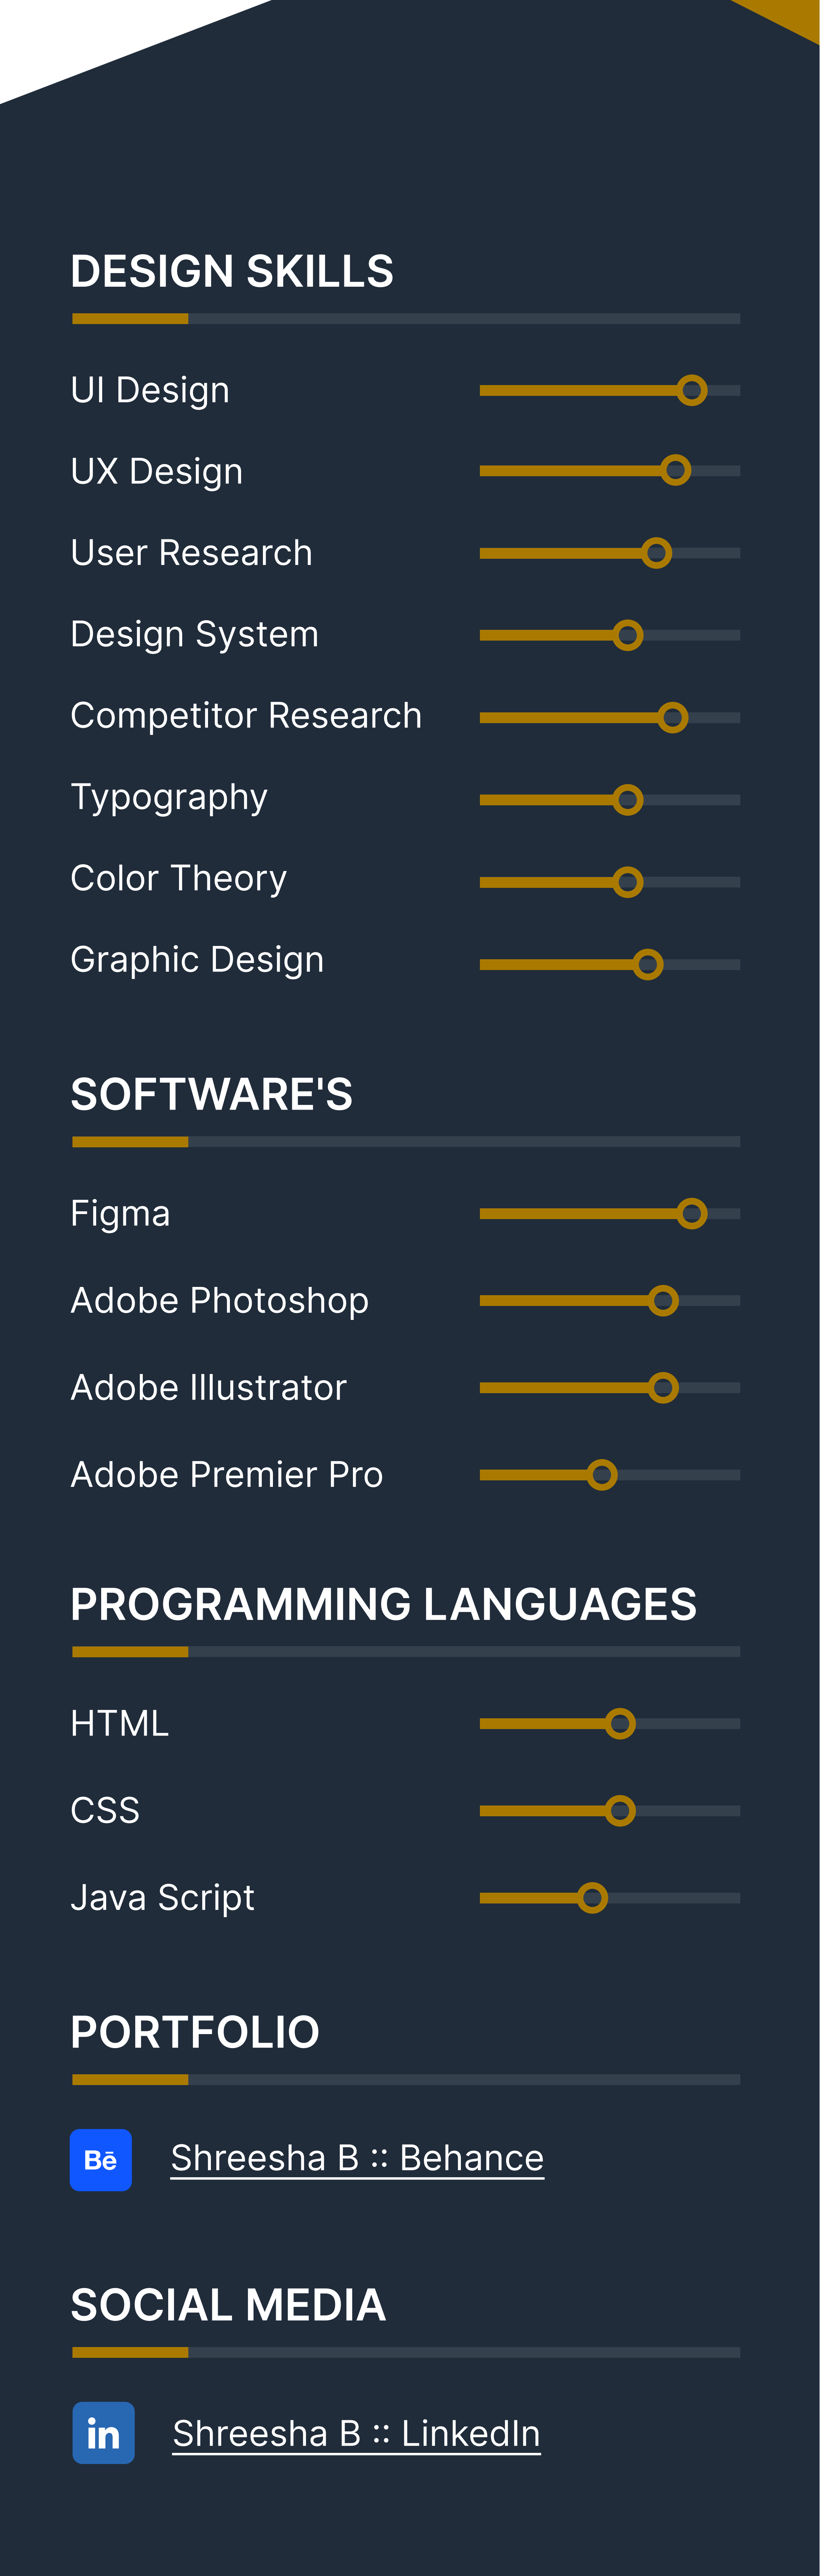 DESIGN SKILLS
UI Design
UX Design
User Research
Design System
Competitor Research
Typography
Color Theory
Graphic Design
SOFTWARE'S
Figma
Adobe Photoshop
Adobe Illustrator
Adobe Premier Pro
PROGRAMMING LANGUAGES
HTML
CSS
Java Script
PORTFOLIO
Bē Shreesha B :: Behance
SOCIAL MEDIA
in Shreesha B :: LinkedIn